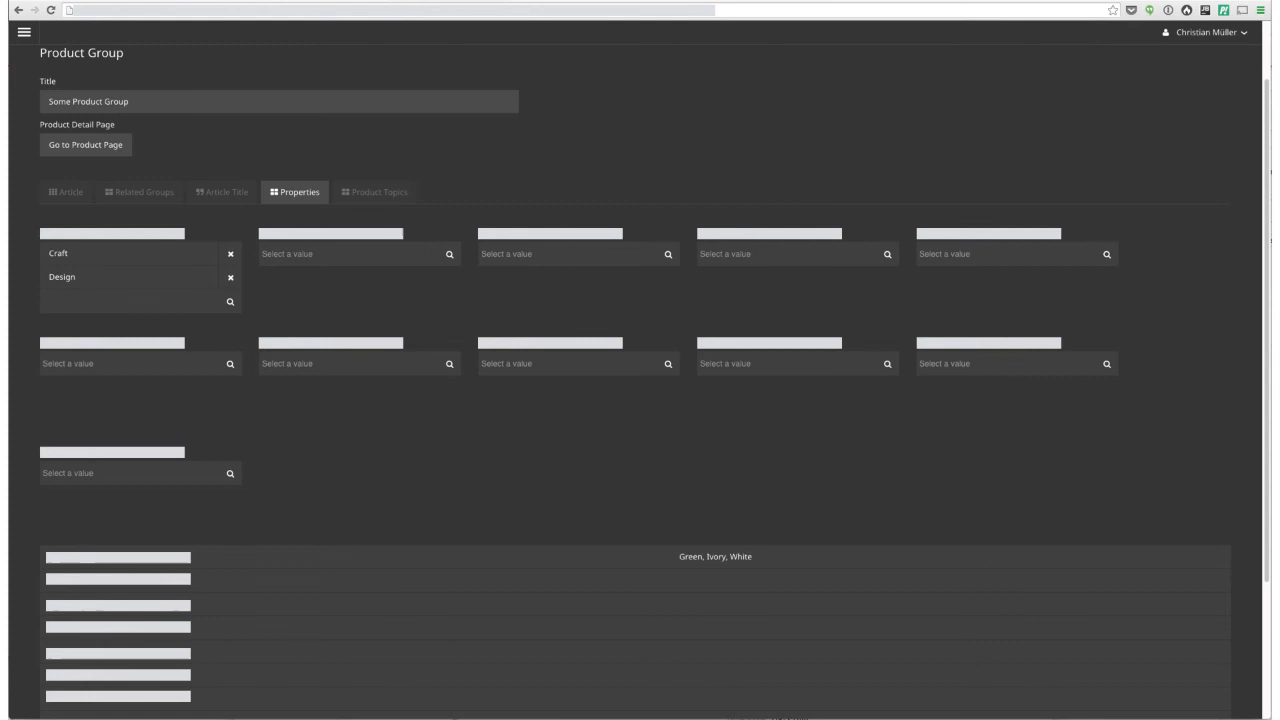 Christian Müller
Product Group
Title
Some Product Group
Product Detail Page
Go to Product Page
Article Related Groups Article Title Properties Product Topics
Craft Select a value Select a value Select a value Select a value
Design
Select a value Select a value Select a value Select a value Select a value
Select a value
Green, Ivory, White